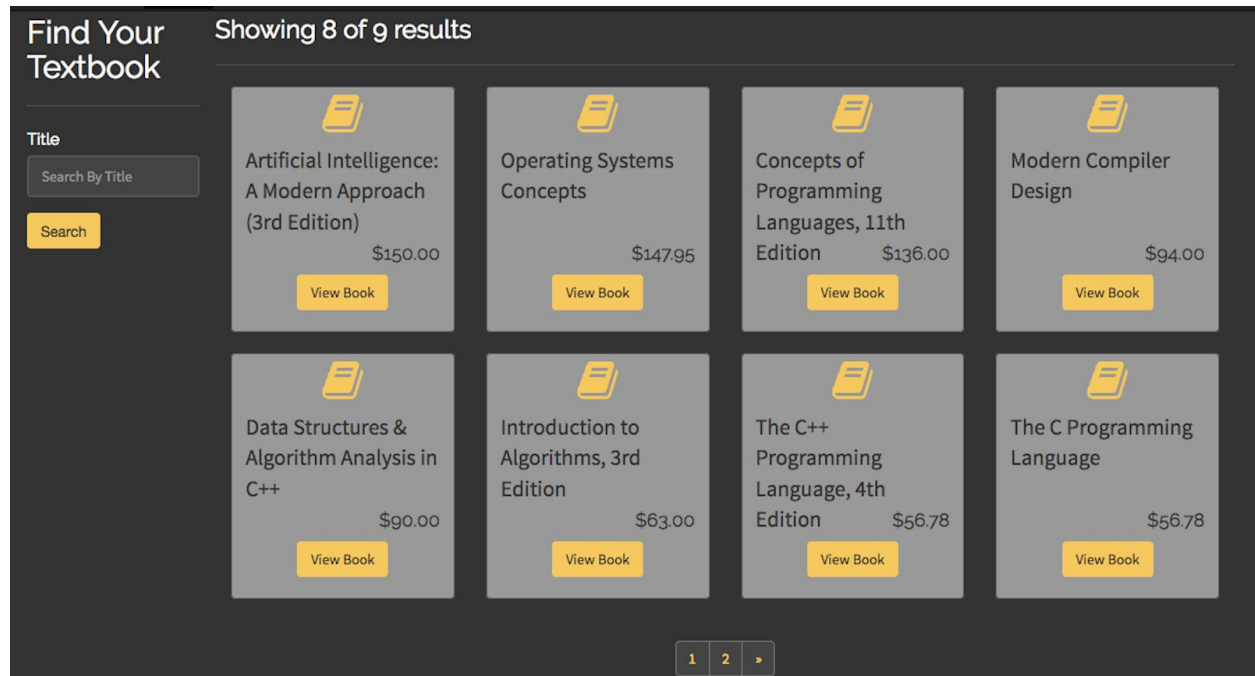 Find Your
Textbook
Title
Search By Title
Search
Showing 8 of 9 results
Artificial Intelligence:
A Modern Approach
(3rd Edition)
$150.00
View Book
Operating Systems
Concepts
$147.95
View Book
Concepts of
Programming
Languages, 11th
Edition $136.00
View Book
Modern Compiler
Design
$94.00
View Book
Data Structures &
Algorithm Analysis in
C++
$90.00
View Book
Introduction to
Algorithms, 3rd
Edition
$63.00
View Book
The C++
Programming
Language, 4th
Edition $56.78
View Book
The C Programming
Language
$56.78
View Book
1 2 »